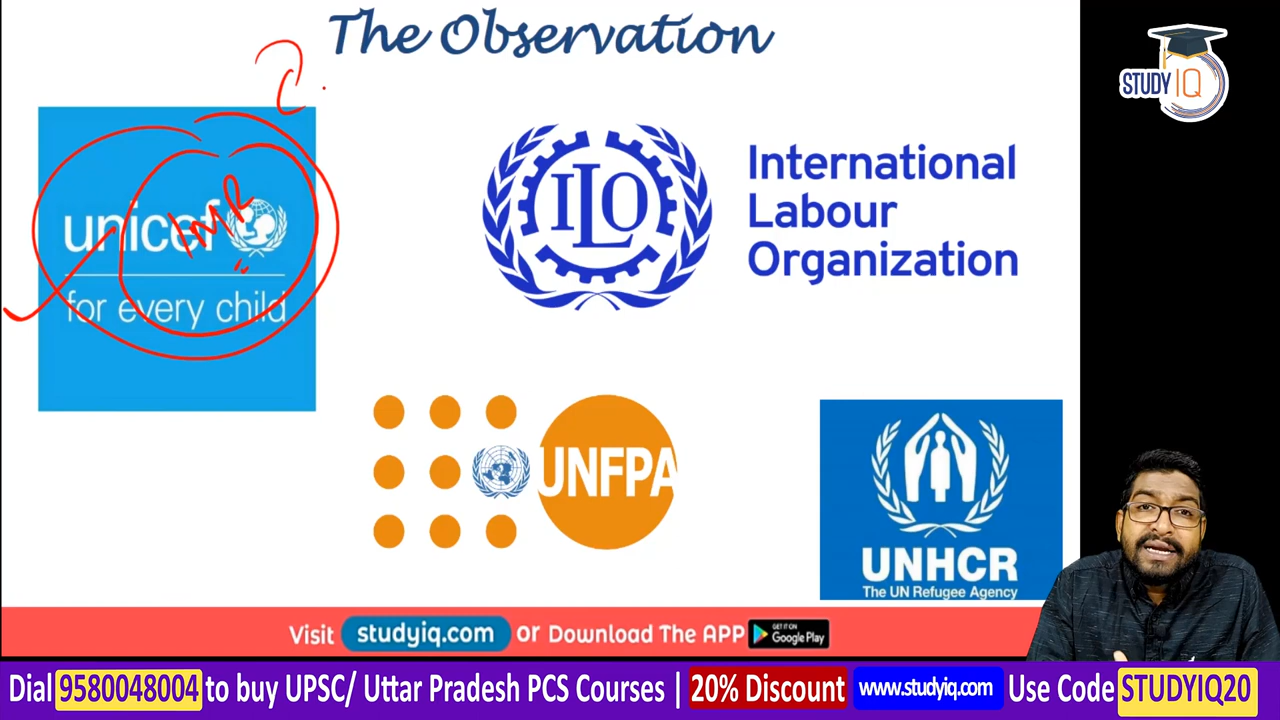 The Observation
STUDY IQ
unicef
IMR
for every child
ILO
International
Labour
Organization
UNFPA
UNHCR
The UN Refugee Agency
Visit studyiq.com or Download The APP GET IT ON Google Play
Dial 9580048004 to buy UPSC/ Uttar Pradesh PCS Courses | 20% Discount www.studyiq.com Use Code STUDYIQ20